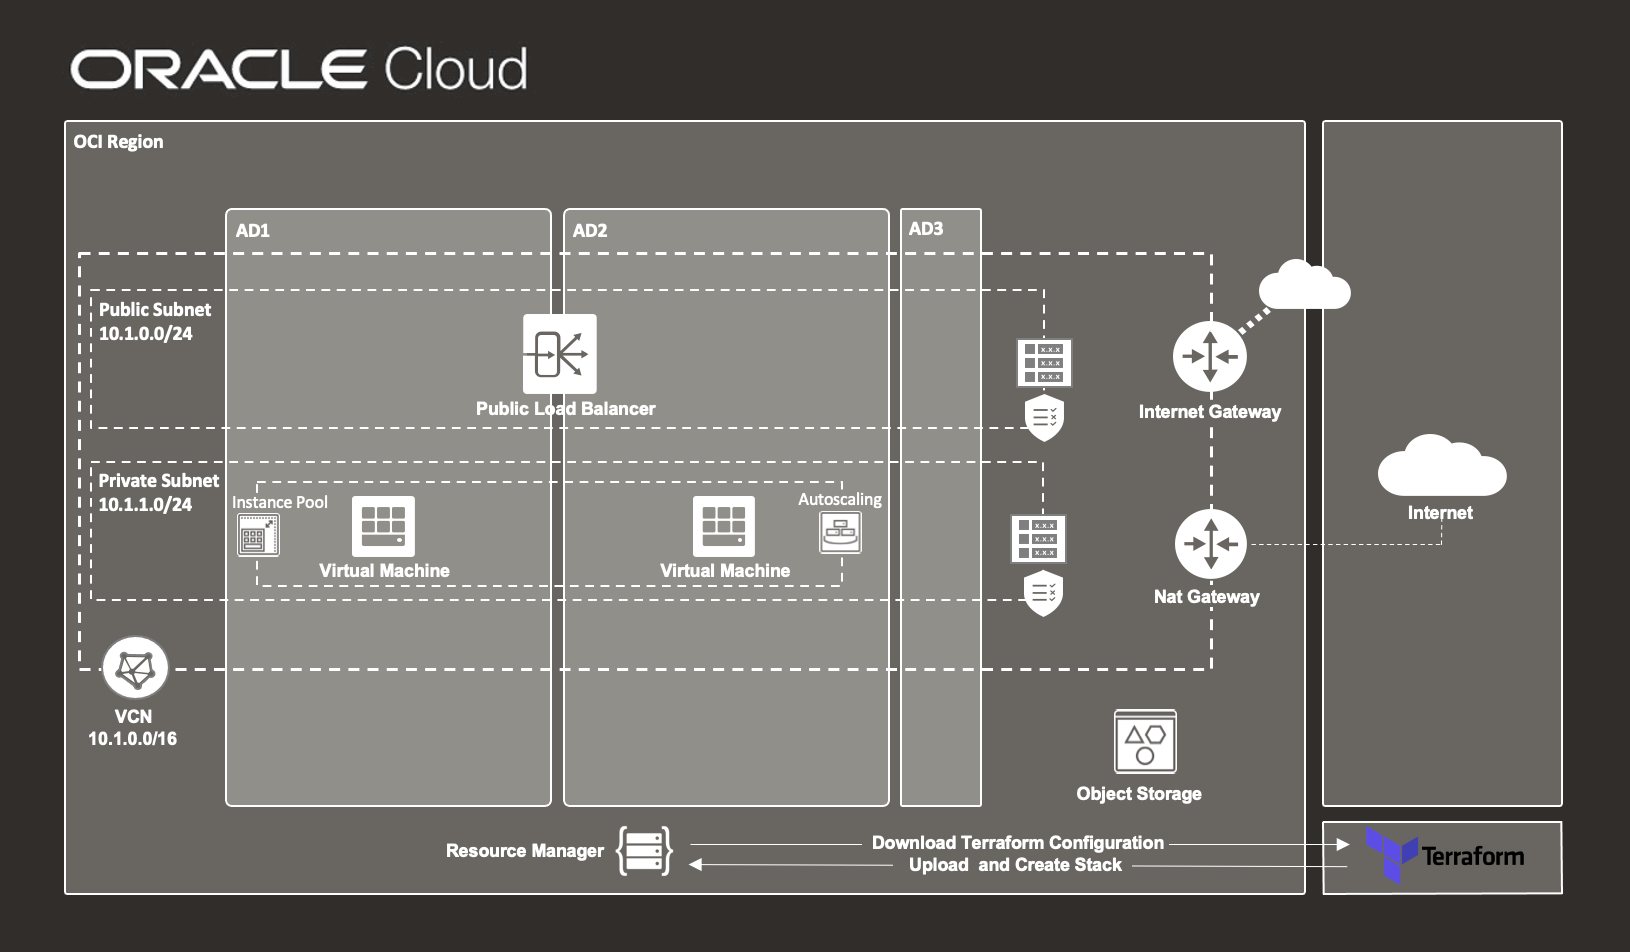 ORACLE Cloud
OCI Region
AD1
AD2
AD3
Public Subnet
10.1.0.0/24
x.x.x
x.x.x
x.x.x
Public Load Balancer
Internet Gateway
Private Subnet
10.1.1.0/24
Instance Pool
Autoscaling
Virtual Machine
Virtual Machine
x.x.x
x.x.x
x.x.x
Internet
Nat Gateway
VCN
10.1.0.0/16
Object Storage
Resource Manager
Download Terraform Configuration
Upload and Create Stack
Terraform